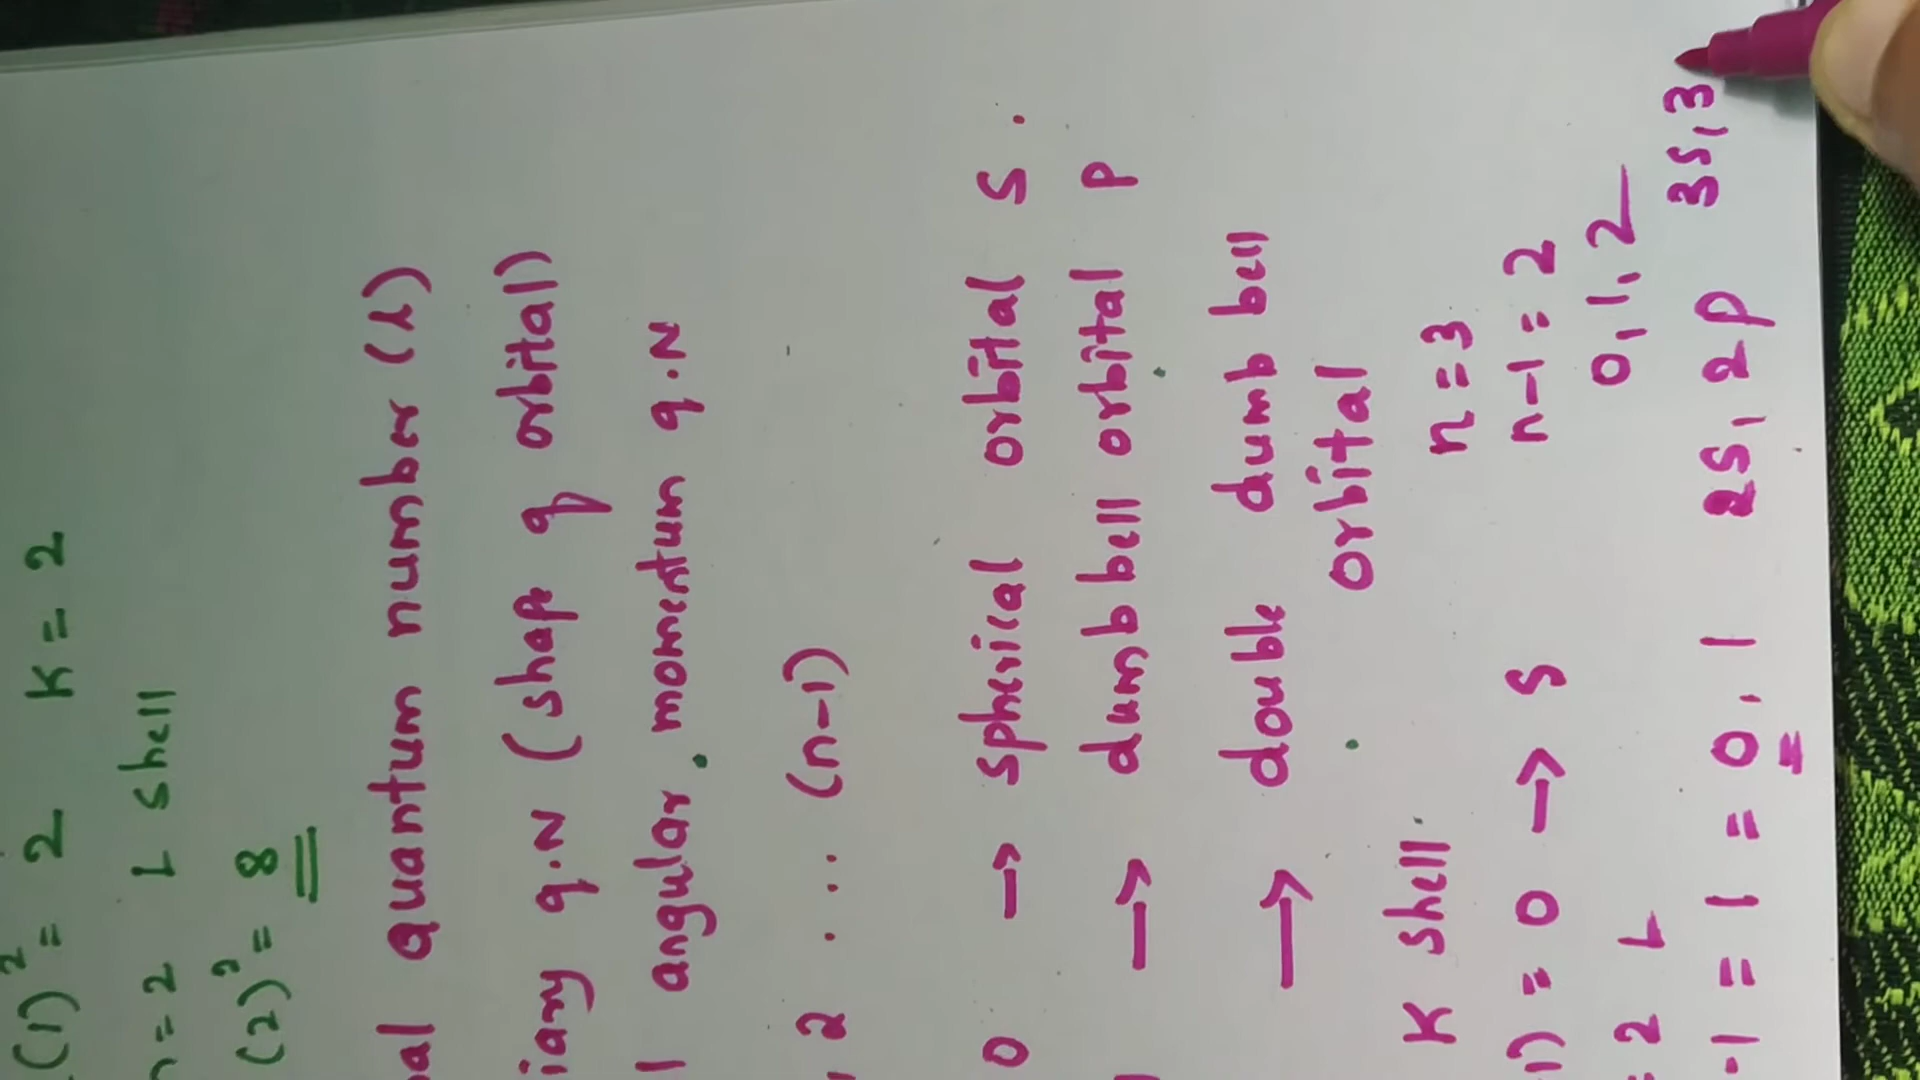 (1)² = 2 K = 2
n = 2 L shell
(2)² = 8
al quantum number (l)
iary q.N (shape of orbital)
l angular momentum q.N
, 2 .... (n-1)
0 → spherical orbital s.
→ dumb bell orbital p
→ double dumb bell
orbital
K shell. n = 3
1) = 0 → s n-1 = 2
= 2 L 0, 1, 2
-1 = 1 = 0, 1 2s, 2p 3s, 3